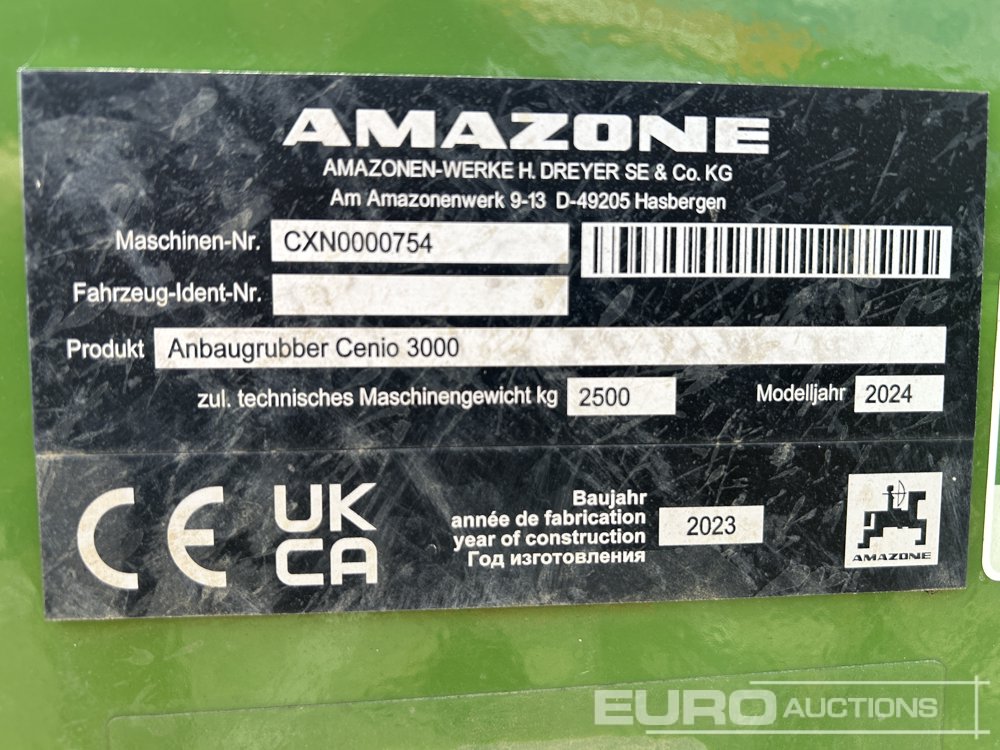 AMAZONE
AMAZONEN-WERKE H. DREYER SE & Co. KG
Am Amazonenwerk 9-13 D-49205 Hasbergen
Maschinen-Nr. CXN0000754
Fahrzeug-Ident-Nr.
Produkt Anbaugrubber Cenio 3000
zul. technisches Maschinengewicht kg 2500 Modelljahr 2024
CE
UK
CA
Baujahr
année de fabrication
year of construction
Год изготовления
2023
AMAZONE
EURO AUCTIONS